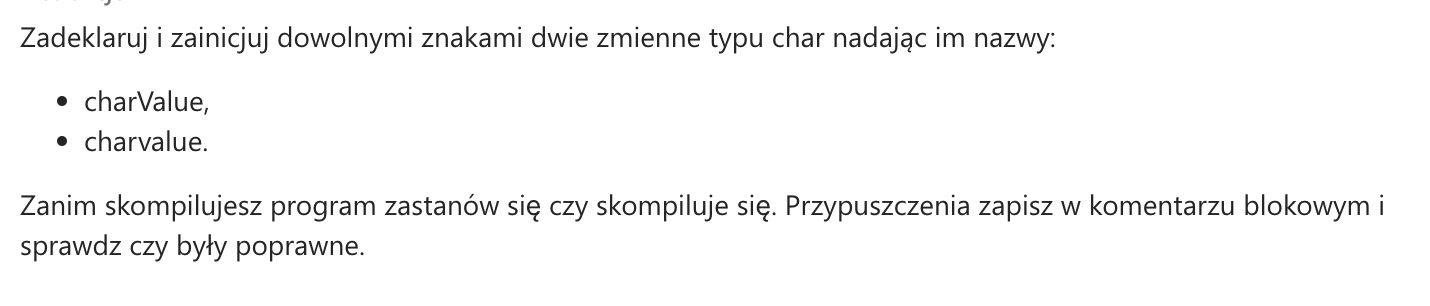 Zadeklaruj i zainicjuj dowolnymi znakami dwie zmienne typu char nadając im nazwy:
• charValue,
• charvalue.
Zanim skompilujesz program zastanów się czy skompiluje się. Przypuszczenia zapisz w komentarzu blokowym i
sprawdz czy były poprawne.